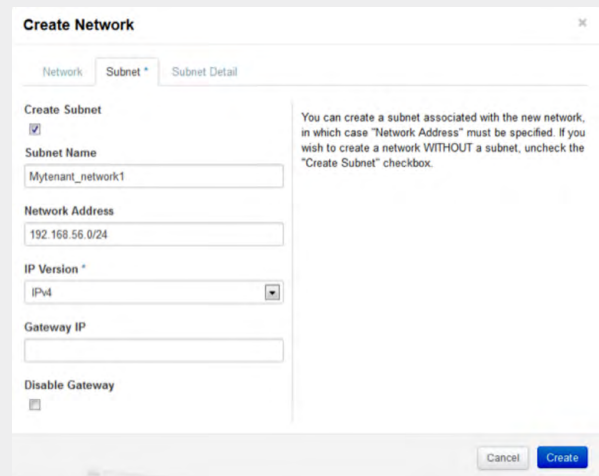 Create Network
×
Network Subnet * Subnet Detail
Create Subnet
Subnet Name
Mytenant_network1
Network Address
192.168.56.0/24
IP Version *
IPv4
Gateway IP
Disable Gateway
You can create a subnet associated with the new network,
in which case "Network Address" must be specified. If you
wish to create a network WITHOUT a subnet, uncheck the
"Create Subnet" checkbox.
Cancel Create